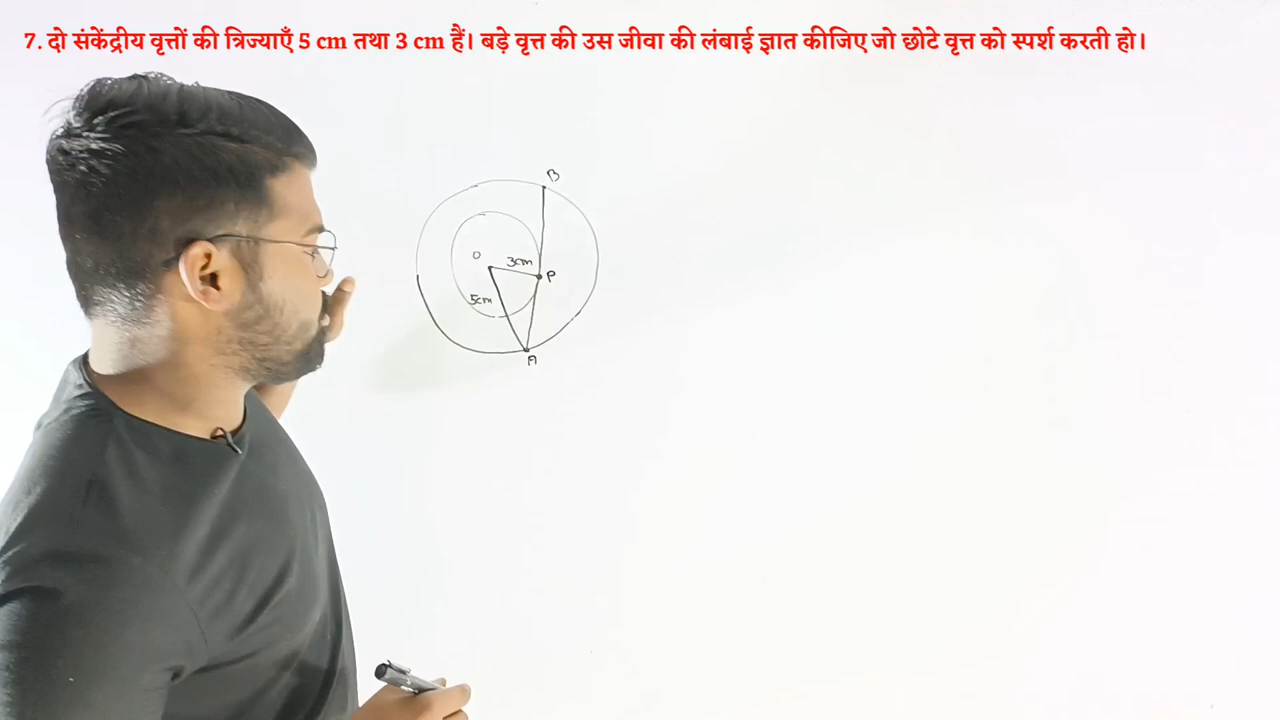 7. दो संकेंद्रीय वृत्तों की त्रिज्याएँ 5 cm तथा 3 cm हैं। बड़े वृत्त की उस जीवा की लंबाई ज्ञात कीजिए जो छोटे वृत्त को स्पर्श करती हो।
B
O
3cm
P
5cm
A